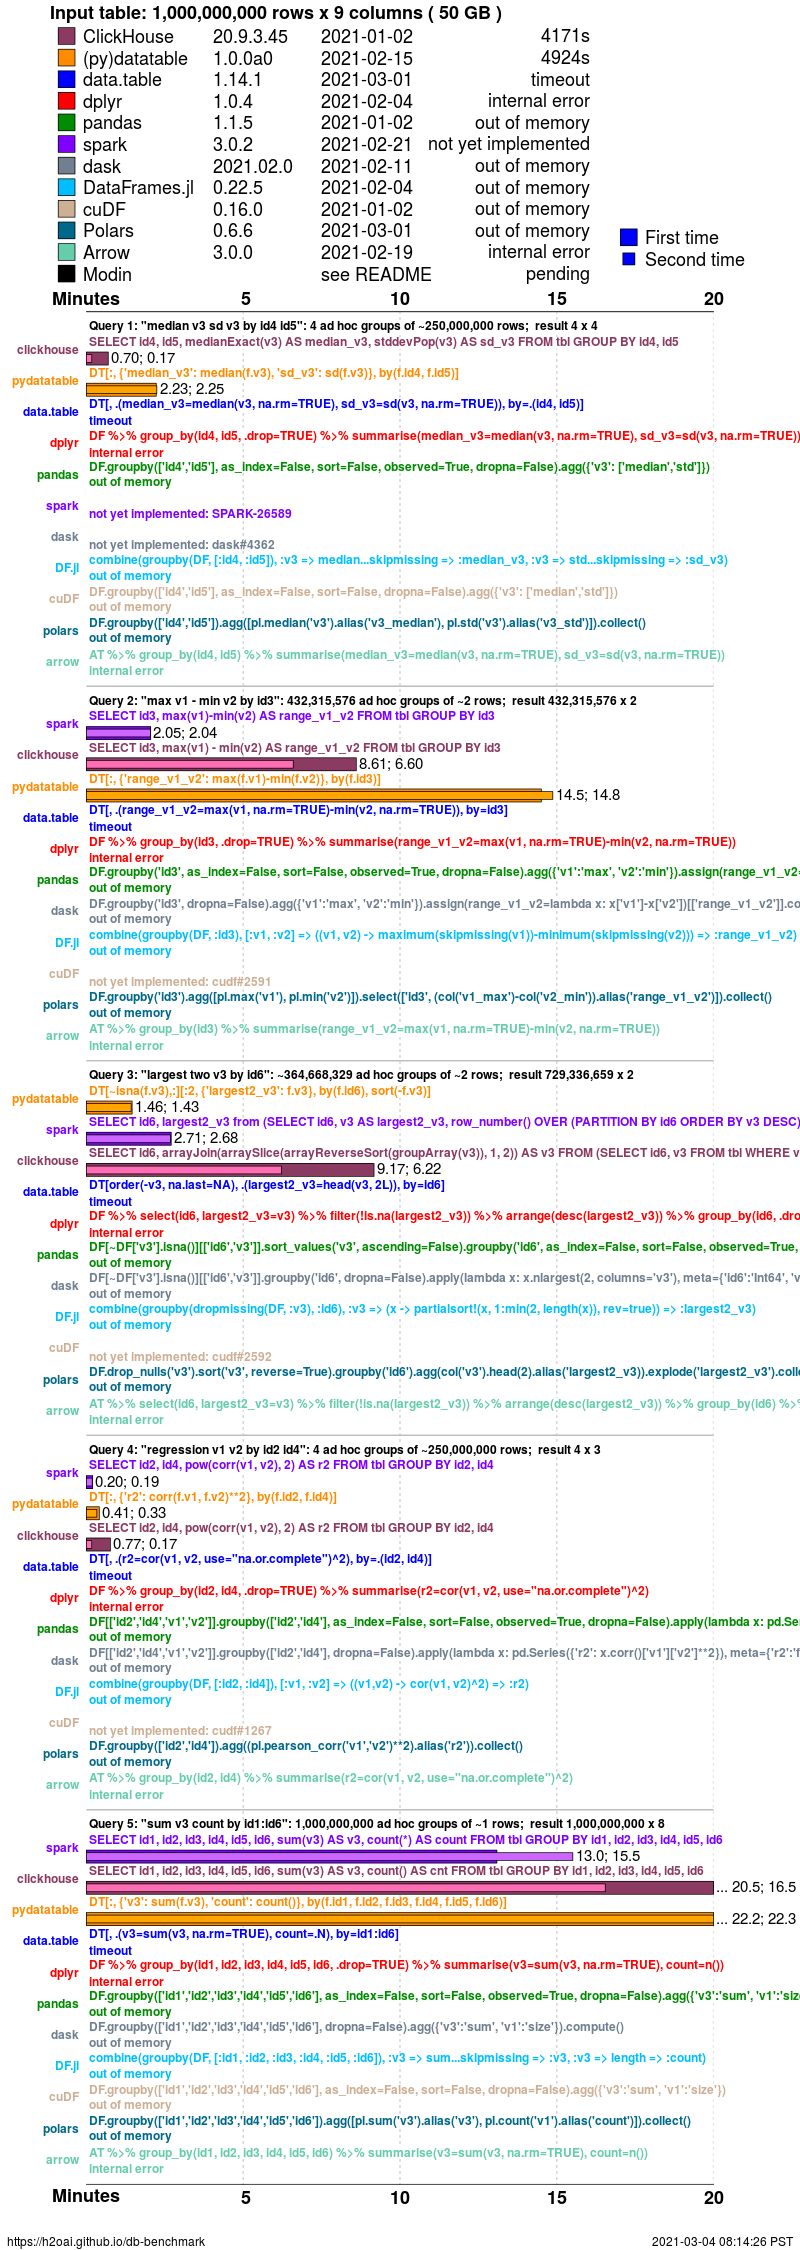 Input table: 1,000,000,000 rows x 9 columns ( 50 GB )
ClickHouse 20.9.3.45 2021-01-02 4171s
(py)datatable 1.0.0a0 2021-02-15 4924s
data.table 1.14.1 2021-03-01 timeout
dplyr 1.0.4 2021-02-04 internal error
pandas 1.1.5 2021-01-02 out of memory
spark 3.0.2 2021-02-21 not yet implemented
dask 2021.02.0 2021-02-11 out of memory
DataFrames.jl 0.22.5 2021-02-04 out of memory
cuDF 0.16.0 2021-01-02 out of memory
Polars 0.6.6 2021-03-01 out of memory
Arrow 3.0.0 2021-02-19 internal error
Modin see README pending
First time
Second time
Minutes 5 10 15 20
Query 1: "median v3 sd v3 by id4 id5": 4 ad hoc groups of ~250,000,000 rows; result 4 x 4
SELECT id4, id5, medianExact(v3) AS median_v3, stddevPop(v3) AS sd_v3 FROM tbl GROUP BY id4, id5
clickhouse 0.70; 0.17
DT[:, {'median_v3': median(f.v3), 'sd_v3': sd(f.v3)}, by(f.id4, f.id5)]
pydatatable 2.23; 2.25
DT[, .(median_v3=median(v3, na.rm=TRUE), sd_v3=sd(v3, na.rm=TRUE)), by=.(id4, id5)]
data.table timeout
DF %>% group_by(id4, id5, .drop=TRUE) %>% summarise(median_v3=median(v3, na.rm=TRUE), sd_v3=sd(v3, na.rm=TRUE))
dplyr internal error
DF.groupby(['id4','id5'], as_index=False, sort=False, observed=True, dropna=False).agg({'v3': ['median','std']})
pandas out of memory
spark not yet implemented: SPARK-26589
dask not yet implemented: dask#4362
combine(groupby(DF, [:id4, :id5]), :v3 => median...skipmissing => :median_v3, :v3 => std...skipmissing => :sd_v3)
DF.jl out of memory
DF.groupby(['id4','id5'], as_index=False, sort=False, dropna=False).agg({'v3': ['median','std']})
cuDF out of memory
DF.groupby(['id4','id5']).agg([pl.median('v3').alias('v3_median'), pl.std('v3').alias('v3_std')]).collect()
polars out of memory
AT %>% group_by(id4, id5) %>% summarise(median_v3=median(v3, na.rm=TRUE), sd_v3=sd(v3, na.rm=TRUE))
arrow internal error
Query 2: "max v1 - min v2 by id3": 432,315,576 ad hoc groups of ~2 rows; result 432,315,576 x 2
SELECT id3, max(v1)-min(v2) AS range_v1_v2 FROM tbl GROUP BY id3
spark 2.05; 2.04
SELECT id3, max(v1) - min(v2) AS range_v1_v2 FROM tbl GROUP BY id3
clickhouse 8.61; 6.60
DT[:, {'range_v1_v2': max(f.v1)-min(f.v2)}, by(f.id3)]
pydatatable 14.5; 14.8
DT[, .(range_v1_v2=max(v1, na.rm=TRUE)-min(v2, na.rm=TRUE)), by=id3]
data.table timeout
DF %>% group_by(id3, .drop=TRUE) %>% summarise(range_v1_v2=max(v1, na.rm=TRUE)-min(v2, na.rm=TRUE))
dplyr internal error
DF.groupby('id3', as_index=False, sort=False, observed=True, dropna=False).agg({'v1':'max', 'v2':'min'}).assign(range_v1_v2=
pandas out of memory
DF.groupby('id3', dropna=False).agg({'v1':'max', 'v2':'min'}).assign(range_v1_v2=lambda x: x['v1']-x['v2'])[['range_v1_v2']].co
dask out of memory
combine(groupby(DF, :id3), [:v1, :v2] => ((v1, v2) -> maximum(skipmissing(v1))-minimum(skipmissing(v2))) => :range_v1_v2)
DF.jl out of memory
cuDF not yet implemented: cudf#2591
DF.groupby('id3').agg([pl.max('v1'), pl.min('v2')]).select(['id3', (col('v1_max')-col('v2_min')).alias('range_v1_v2')]).collect()
polars out of memory
AT %>% group_by(id3) %>% summarise(range_v1_v2=max(v1, na.rm=TRUE)-min(v2, na.rm=TRUE))
arrow internal error
Query 3: "largest two v3 by id6": ~364,668,329 ad hoc groups of ~2 rows; result 729,336,659 x 2
DT[~isna(f.v3),:][:2, {'largest2_v3': f.v3}, by(f.id6), sort(-f.v3)]
pydatatable 1.46; 1.43
SELECT id6, largest2_v3 from (SELECT id6, v3 AS largest2_v3, row_number() OVER (PARTITION BY id6 ORDER BY v3 DESC)
spark 2.71; 2.68
SELECT id6, arrayJoin(arraySlice(arrayReverseSort(groupArray(v3)), 1, 2)) AS v3 FROM (SELECT id6, v3 FROM tbl WHERE v
clickhouse 9.17; 6.22
DT[order(-v3, na.last=NA), .(largest2_v3=head(v3, 2L)), by=id6]
data.table timeout
DF %>% select(id6, largest2_v3=v3) %>% filter(!is.na(largest2_v3)) %>% arrange(desc(largest2_v3)) %>% group_by(id6, .dro
dplyr internal error
DF[~DF['v3'].isna()][['id6','v3']].sort_values('v3', ascending=False).groupby('id6', as_index=False, sort=False, observed=True,
pandas out of memory
DF[~DF['v3'].isna()][['id6','v3']].groupby('id6', dropna=False).apply(lambda x: x.nlargest(2, columns='v3'), meta={'id6':'Int64', 'v
dask out of memory
combine(groupby(dropmissing(DF, :v3), :id6), :v3 => (x -> partialsort!(x, 1:min(2, length(x)), rev=true)) => :largest2_v3)
DF.jl out of memory
cuDF not yet implemented: cudf#2592
DF.drop_nulls('v3').sort('v3', reverse=True).groupby('id6').agg(col('v3').head(2).alias('largest2_v3')).explode('largest2_v3').colle
polars out of memory
AT %>% select(id6, largest2_v3=v3) %>% filter(!is.na(largest2_v3)) %>% arrange(desc(largest2_v3)) %>% group_by(id6) %>%
arrow internal error
Query 4: "regression v1 v2 by id2 id4": 4 ad hoc groups of ~250,000,000 rows; result 4 x 3
SELECT id2, id4, pow(corr(v1, v2), 2) AS r2 FROM tbl GROUP BY id2, id4
spark 0.20; 0.19
DT[:, {'r2': corr(f.v1, f.v2)**2}, by(f.id2, f.id4)]
pydatatable 0.41; 0.33
SELECT id2, id4, pow(corr(v1, v2), 2) AS r2 FROM tbl GROUP BY id2, id4
clickhouse 0.77; 0.17
DT[, .(r2=cor(v1, v2, use="na.or.complete")^2), by=.(id2, id4)]
data.table timeout
DF %>% group_by(id2, id4, .drop=TRUE) %>% summarise(r2=cor(v1, v2, use="na.or.complete")^2)
dplyr internal error
DF[['id2','id4','v1','v2']].groupby(['id2','id4'], as_index=False, sort=False, observed=True, dropna=False).apply(lambda x: pd.Se
pandas out of memory
DF[['id2','id4','v1','v2']].groupby(['id2','id4'], dropna=False).apply(lambda x: pd.Series({'r2': x.corr()['v1']['v2']**2}), meta={'r2':'f
dask out of memory
combine(groupby(DF, [:id2, :id4]), [:v1, :v2] => ((v1,v2) -> cor(v1, v2)^2) => :r2)
DF.jl out of memory
cuDF not yet implemented: cudf#1267
DF.groupby(['id2','id4']).agg((pl.pearson_corr('v1','v2')**2).alias('r2')).collect()
polars out of memory
AT %>% group_by(id2, id4) %>% summarise(r2=cor(v1, v2, use="na.or.complete")^2)
arrow internal error
Query 5: "sum v3 count by id1:id6": 1,000,000,000 ad hoc groups of ~1 rows; result 1,000,000,000 x 8
SELECT id1, id2, id3, id4, id5, id6, sum(v3) AS v3, count(*) AS count FROM tbl GROUP BY id1, id2, id3, id4, id5, id6
spark 13.0; 15.5
SELECT id1, id2, id3, id4, id5, id6, sum(v3) AS v3, count() AS cnt FROM tbl GROUP BY id1, id2, id3, id4, id5, id6
clickhouse ... 20.5; 16.5
DT[:, {'v3': sum(f.v3), 'count': count()}, by(f.id1, f.id2, f.id3, f.id4, f.id5, f.id6)]
pydatatable ... 22.2; 22.3
DT[, .(v3=sum(v3, na.rm=TRUE), count=.N), by=id1:id6]
data.table timeout
DF %>% group_by(id1, id2, id3, id4, id5, id6, .drop=TRUE) %>% summarise(v3=sum(v3, na.rm=TRUE), count=n())
dplyr internal error
DF.groupby(['id1','id2','id3','id4','id5','id6'], as_index=False, sort=False, observed=True, dropna=False).agg({'v3':'sum', 'v1':'size
pandas out of memory
DF.groupby(['id1','id2','id3','id4','id5','id6'], dropna=False).agg({'v3':'sum', 'v1':'size'}).compute()
dask out of memory
combine(groupby(DF, [:id1, :id2, :id3, :id4, :id5, :id6]), :v3 => sum...skipmissing => :v3, :v3 => length => :count)
DF.jl out of memory
DF.groupby(['id1','id2','id3','id4','id5','id6'], as_index=False, sort=False, dropna=False).agg({'v3':'sum', 'v1':'size'})
cuDF out of memory
DF.groupby(['id1','id2','id3','id4','id5','id6']).agg([pl.sum('v3').alias('v3'), pl.count('v1').alias('count')]).collect()
polars out of memory
AT %>% group_by(id1, id2, id3, id4, id5, id6) %>% summarise(v3=sum(v3, na.rm=TRUE), count=n())
arrow internal error
Minutes 5 10 15 20
https://h2oai.github.io/db-benchmark 2021-03-04 08:14:26 PST